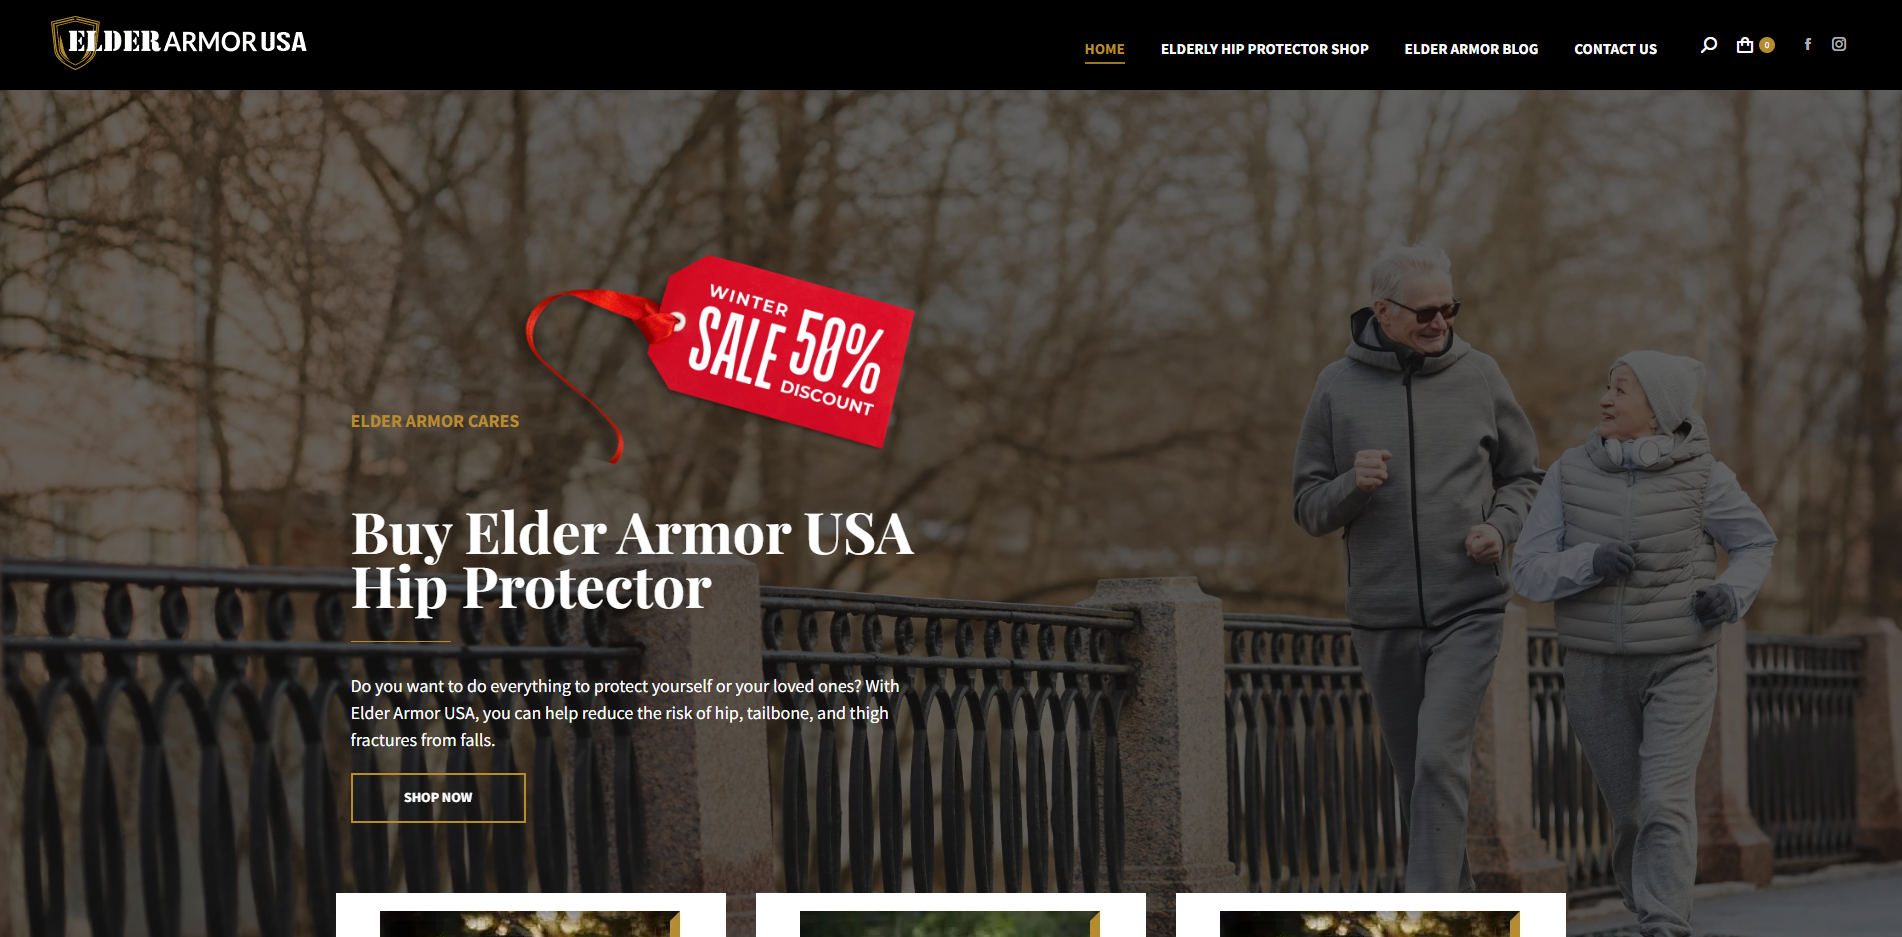 ELDER ARMOR USA
HOME
ELDERLY HIP PROTECTOR SHOP
ELDER ARMOR BLOG
CONTACT US
0
WINTER
SALE 50%
DISCOUNT
ELDER ARMOR CARES
Buy Elder Armor USA
Hip Protector
Do you want to do everything to protect yourself or your loved ones? With
Elder Armor USA, you can help reduce the risk of hip, tailbone, and thigh
fractures from falls.
SHOP NOW